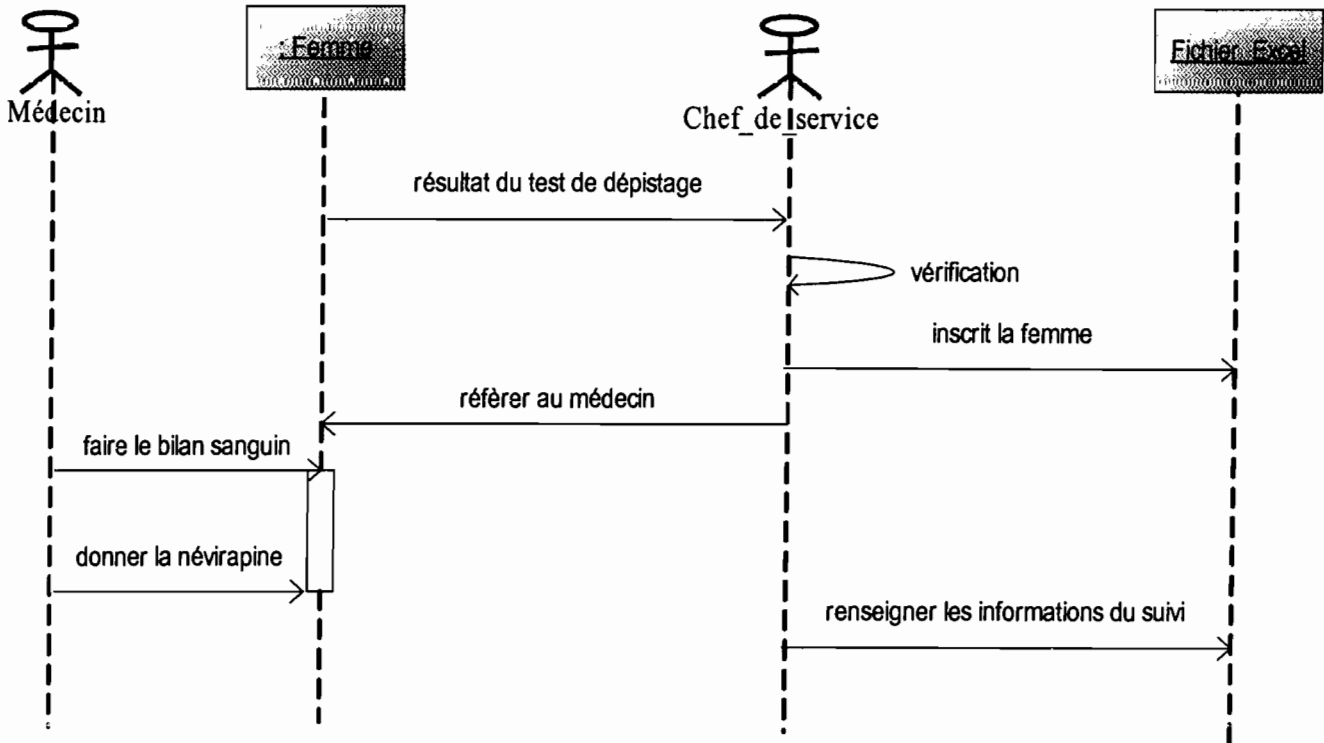 : Femme
Fichier_Excel
Médecin
Chef_de_service
résultat du test de dépistage
vérification
inscrit la femme
réfèrer au médecin
faire le bilan sanguin
donner la névirapine
renseigner les informations du suivi